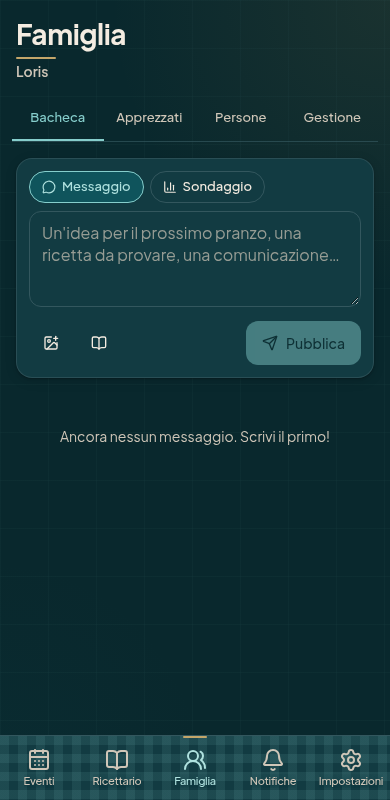 Famiglia
Loris
Bacheca Apprezzati Persone Gestione
Messaggio Sondaggio
Un'idea per il prossimo pranzo, una
ricetta da provare, una comunicazione…
Pubblica
Ancora nessun messaggio. Scrivi il primo!
Eventi Ricettario Famiglia Notifiche Impostazioni